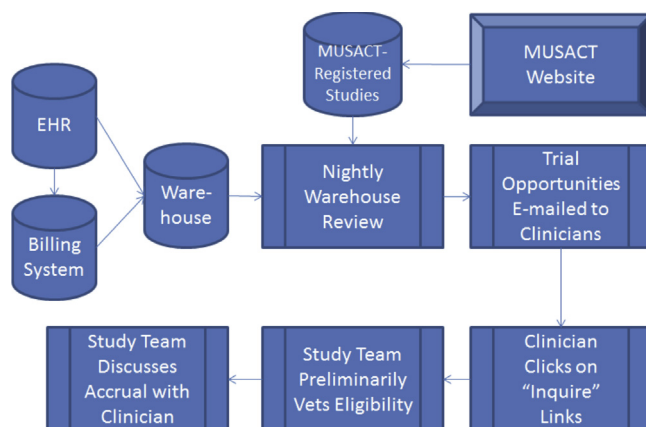 MUSACT-
Registered
Studies
MUSACT
Website
EHR
Billing
System
Ware-
house
Nightly
Warehouse
Review
Trial
Opportunities
E-mailed to
Clinicians
Study Team
Discusses
Accrual with
Clinician
Study Team
Preliminarily
Vets Eligibility
Clinician
Clicks on
“Inquire”
Links